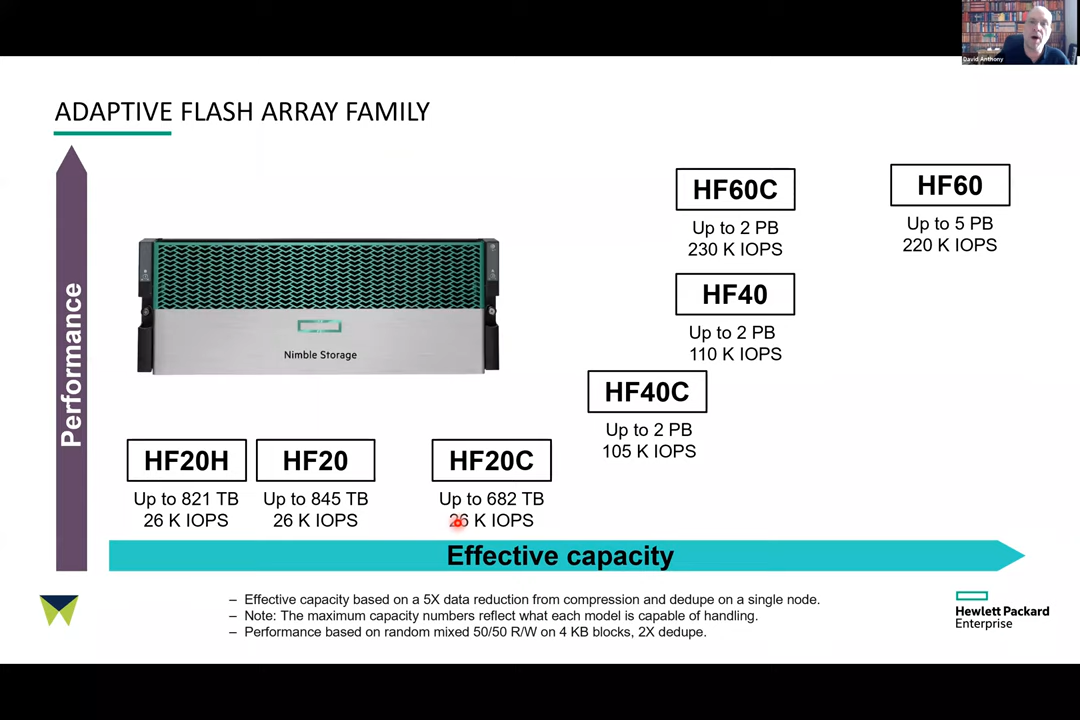 David Anthony
ADAPTIVE FLASH ARRAY FAMILY
Performance
Nimble Storage
HF60C
Up to 2 PB
230 K IOPS
HF60
Up to 5 PB
220 K IOPS
HF40
Up to 2 PB
110 K IOPS
HF40C
Up to 2 PB
105 K IOPS
HF20H
Up to 821 TB
26 K IOPS
HF20
Up to 845 TB
26 K IOPS
HF20C
Up to 682 TB
26 K IOPS
Effective capacity
– Effective capacity based on a 5X data reduction from compression and dedupe on a single node.
– Note: The maximum capacity numbers reflect what each model is capable of handling.
– Performance based on random mixed 50/50 R/W on 4 KB blocks, 2X dedupe.
Hewlett Packard
Enterprise